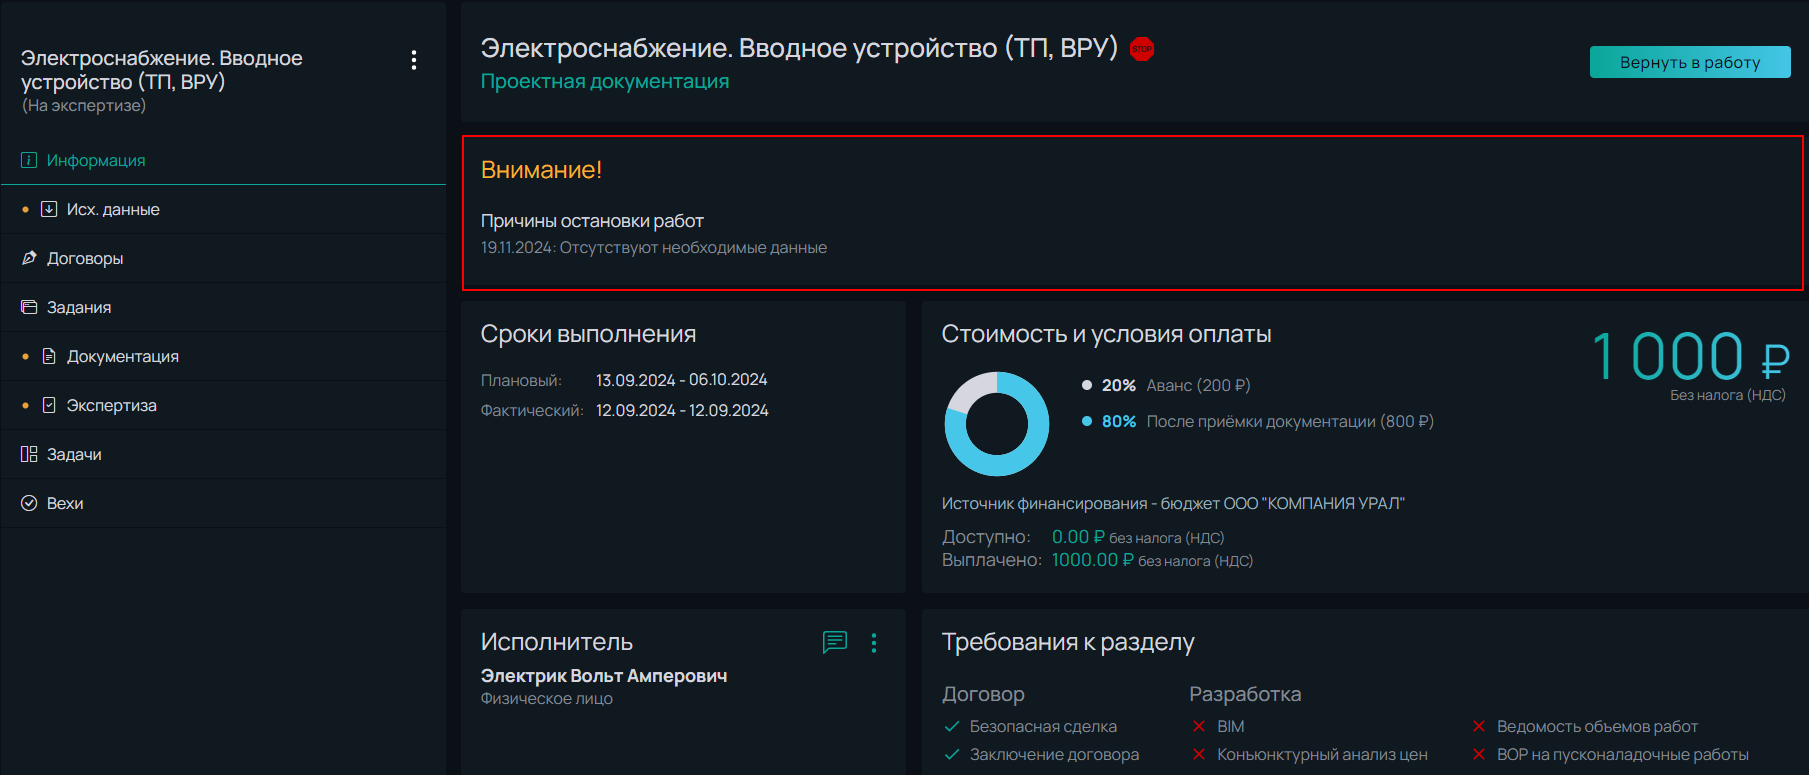 Электроснабжение. Вводное
устройство (ТП, ВРУ)
(На экспертизе)
Информация
Исх. данные
Договоры
Задания
Документация
Экспертиза
Задачи
Вехи
Электроснабжение. Вводное устройство (ТП, ВРУ) STOP
Проектная документация
Вернуть в работу
Внимание!
Причины остановки работ
19.11.2024: Отсутствуют необходимые данные
Сроки выполнения
Плановый: 13.09.2024 - 06.10.2024
Фактический: 12.09.2024 - 12.09.2024
Стоимость и условия оплаты
1 000 ₽
Без налога (НДС)
20% Аванс (200 ₽)
80% После приёмки документации (800 ₽)
Источник финансирования - бюджет ООО "КОМПАНИЯ УРАЛ"
Доступно: 0.00 ₽ без налога (НДС)
Выплачено: 1000.00 ₽ без налога (НДС)
Исполнитель
Электрик Вольт Амперович
Физическое лицо
Требования к разделу
Договор
Безопасная сделка
Заключение договора
Разработка
BIM
Конъюнктурный анализ цен
Ведомость объемов работ
ВОР на пусконаладочные работы